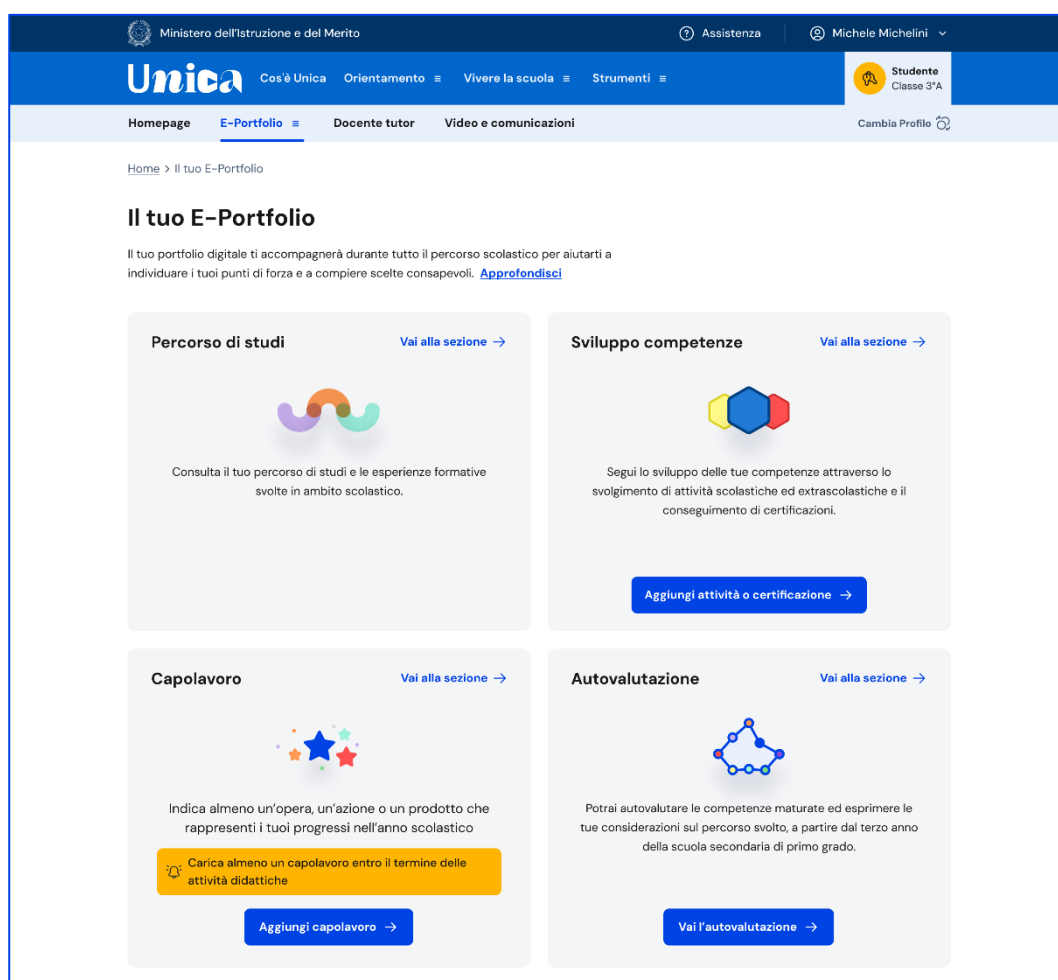 Ministero dell'Istruzione e del Merito
Assistenza
Michele Michelini
Unica
Cos'è Unica
Orientamento
Vivere la scuola
Strumenti
Studente
Classe 3ªA
Homepage
E-Portfolio
Docente tutor
Video e comunicazioni
Cambia Profilo
Home > Il tuo E-Portfolio
Il tuo E-Portfolio
Il tuo portfolio digitale ti accompagnerà durante tutto il percorso scolastico per aiutarti a
individuare i tuoi punti di forza e a compiere scelte consapevoli. Approfondisci
Percorso di studi
Vai alla sezione →
Consulta il tuo percorso di studi e le esperienze formative
svolte in ambito scolastico.
Sviluppo competenze
Vai alla sezione →
Segui lo sviluppo delle tue competenze attraverso lo
svolgimento di attività scolastiche ed extrascolastiche e il
conseguimento di certificazioni.
Aggiungi attività o certificazione →
Capolavoro
Vai alla sezione →
Indica almeno un'opera, un'azione o un prodotto che
rappresenti i tuoi progressi nell'anno scolastico
Carica almeno un capolavoro entro il termine delle
attività didattiche
Aggiungi capolavoro →
Autovalutazione
Vai alla sezione →
Potrai autovalutare le competenze maturate ed esprimere le
tue considerazioni sul percorso svolto, a partire dal terzo anno
della scuola secondaria di primo grado.
Vai l'autovalutazione →